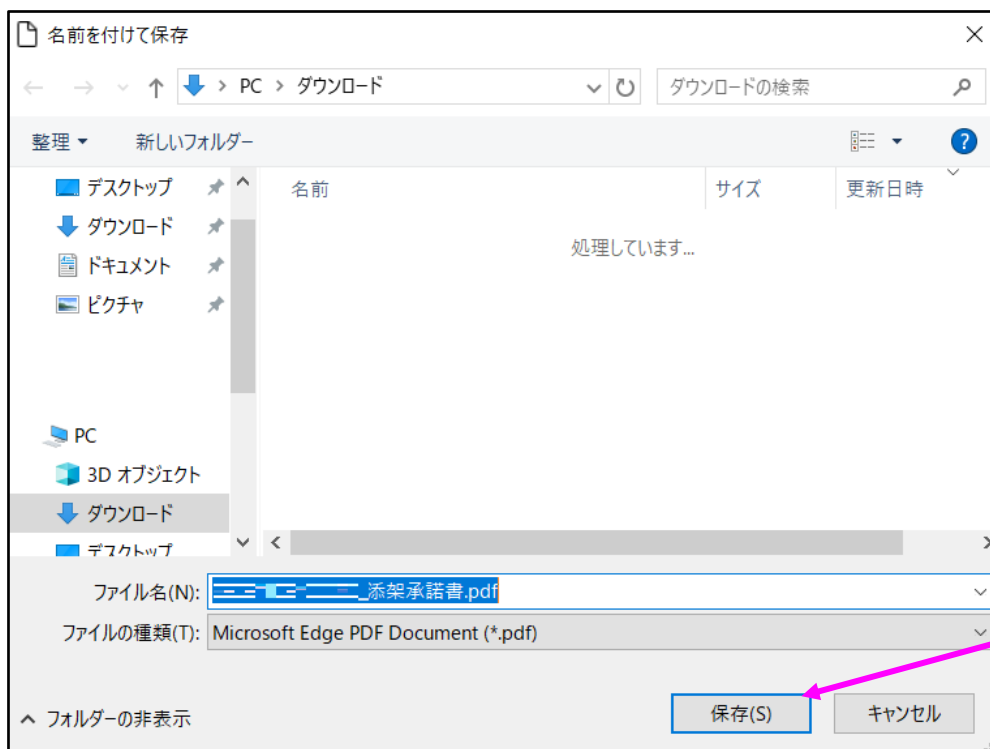 名前を付けて保存
PC > ダウンロード
ダウンロードの検索
整理 新しいフォルダー
?
デスクトップ
ダウンロード
ドキュメント
ピクチャ
PC
3D オブジェクト
ダウンロード
デスクトップ
名前 サイズ 更新日時
処理しています...
ファイル名(N): _添架承諾書.pdf
ファイルの種類(T): Microsoft Edge PDF Document (*.pdf)
フォルダーの非表示
保存(S) キャンセル